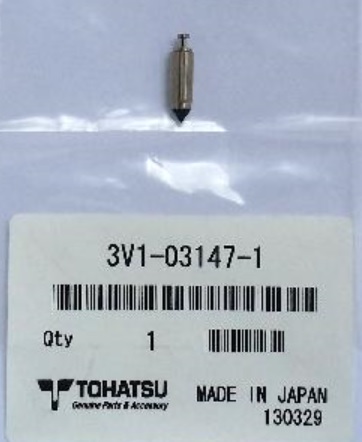 3V1-03147-1
Qty 1
TOHATSU MADE IN JAPAN
Genuine Parts & Accessory 130329